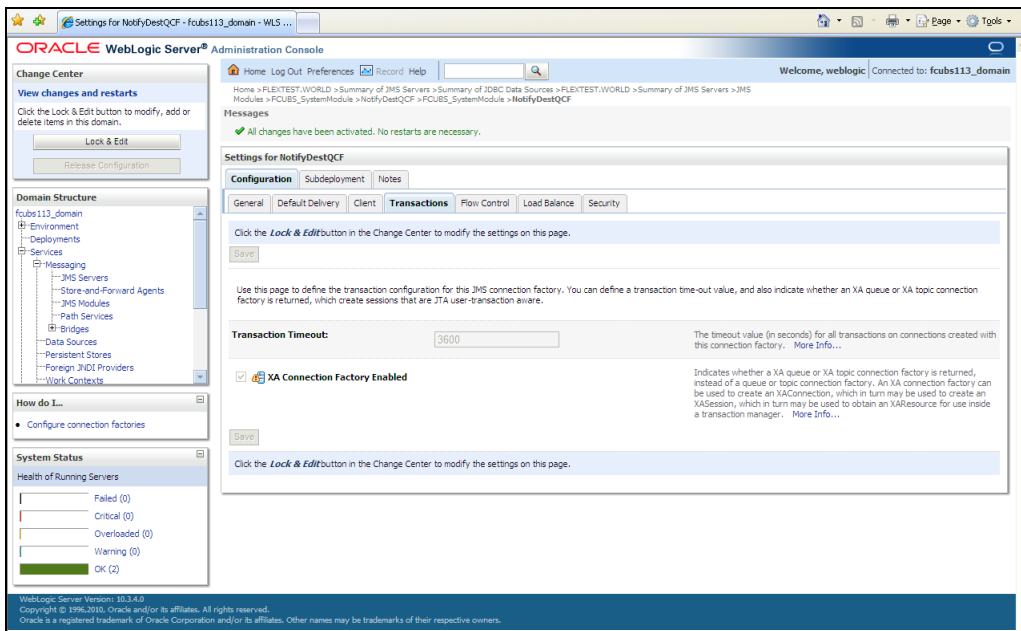 Settings for NotifyDestQCF - fcubs113_domain - WLS ...
Page
Tools
ORACLE WebLogic Server® Administration Console
Change Center
View changes and restarts
Click the Lock & Edit button to modify, add or
delete items in this domain.
Lock & Edit
Release Configuration
Domain Structure
fcubs113_domain
Environment
Deployments
Services
Messaging
JMS Servers
Store-and-Forward Agents
JMS Modules
Path Services
Bridges
Data Sources
Persistent Stores
Foreign JNDI Providers
Work Contexts
How do I...
Configure connection factories
System Status
Health of Running Servers
Failed (0)
Critical (0)
Overloaded (0)
Warning (0)
OK (2)
Home Log Out Preferences Record Help
Welcome, weblogic Connected to: fcubs113_domain
Home >FLEXTEST.WORLD >Summary of JMS Servers >Summary of JDBC Data Sources >FLEXTEST.WORLD >Summary of JMS Servers >JMS
Modules >FCUBS_SystemModule >NotifyDestQCF >FCUBS_SystemModule >NotifyDestQCF
Messages
All changes have been activated. No restarts are necessary.
Settings for NotifyDestQCF
Configuration Subdeployment Notes
General Default Delivery Client Transactions Flow Control Load Balance Security
Click the Lock & Edit button in the Change Center to modify the settings on this page.
Save
Use this page to define the transaction configuration for this JMS connection factory. You can define a transaction time-out value, and also indicate whether an XA queue or XA topic connection
factory is returned, which create sessions that are JTA user-transaction aware.
Transaction Timeout:
3600
The timeout value (in seconds) for all transactions on connections created with
this connection factory. More Info...
XA Connection Factory Enabled
Indicates whether a XA queue or XA topic connection factory is returned,
instead of a queue or topic connection factory. An XA connection factory can
be used to create an XAConnection, which in turn may be used to create an
XASession, which in turn may be used to obtain an XAResource for use inside
a transaction manager. More Info...
Save
Click the Lock & Edit button in the Change Center to modify the settings on this page.
WebLogic Server Version: 10.3.4.0
Copyright © 1996,2010, Oracle and/or its affiliates. All rights reserved.
Oracle is a registered trademark of Oracle Corporation and/or its affiliates. Other names may be trademarks of their respective owners.